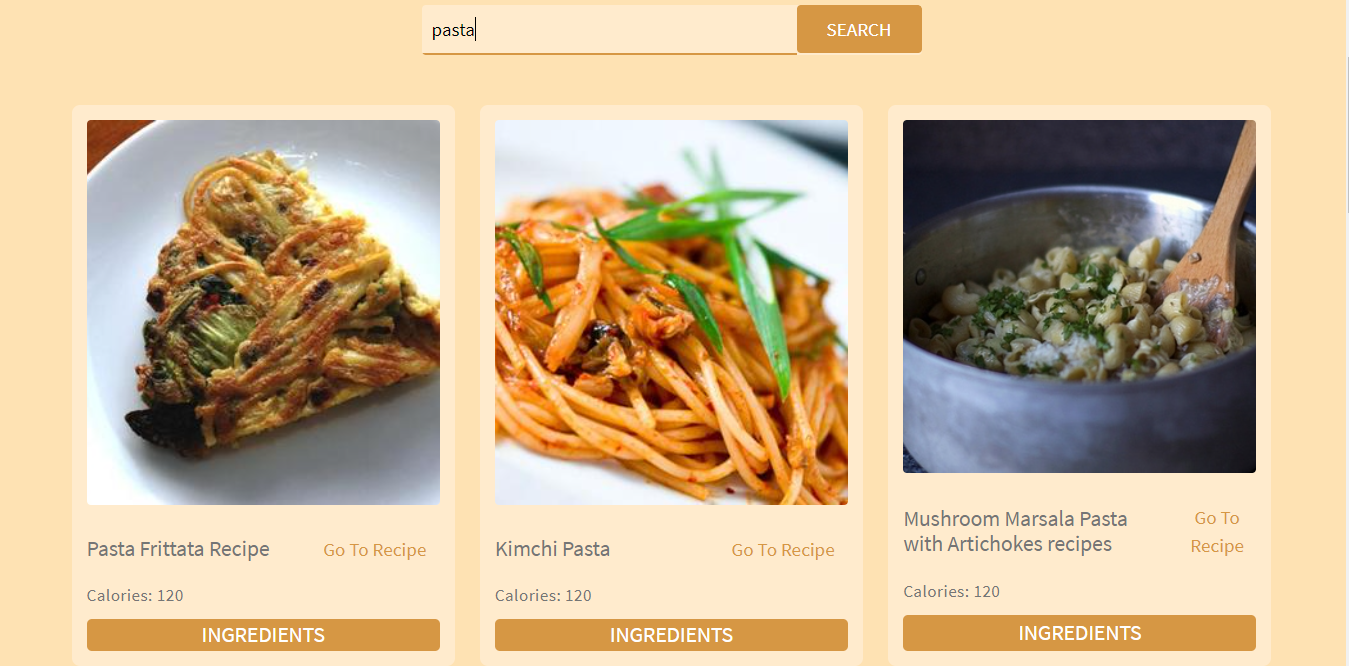 pasta
SEARCH
Pasta Frittata Recipe
Go To Recipe
Calories: 120
INGREDIENTS
Kimchi Pasta
Go To Recipe
Calories: 120
INGREDIENTS
Mushroom Marsala Pasta
with Artichokes recipes
Go To
Recipe
Calories: 120
INGREDIENTS